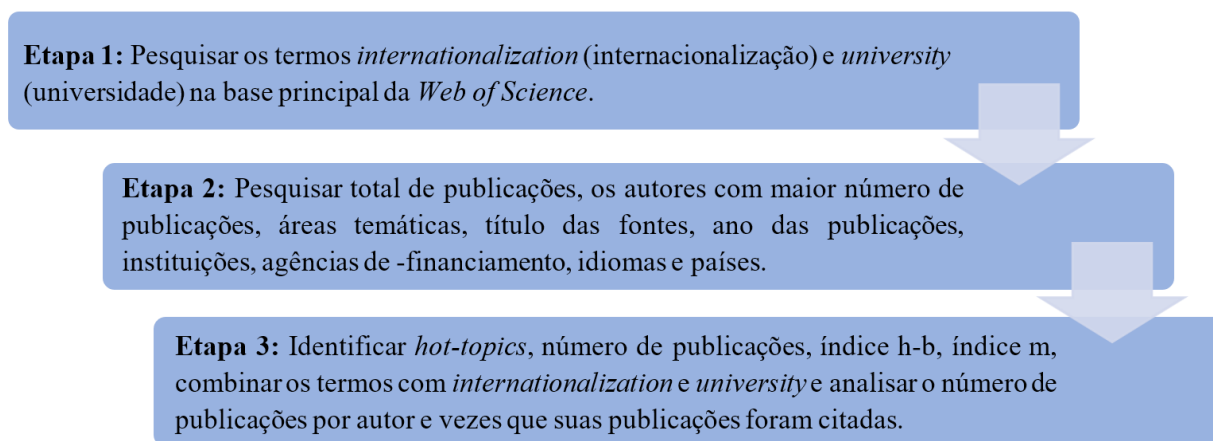 Etapa 1: Pesquisar os termos internationalization (internacionalização) e university
(universidade) na base principal da Web of Science.
Etapa 2: Pesquisar total de publicações, os autores com maior número de
publicações, áreas temáticas, título das fontes, ano das publicações,
instituições, agências de -financiamento, idiomas e países.
Etapa 3: Identificar hot-topics, número de publicações, índice h-b, índice m,
combinar os termos com internationalization e university e analisar o número de
publicações por autor e vezes que suas publicações foram citadas.